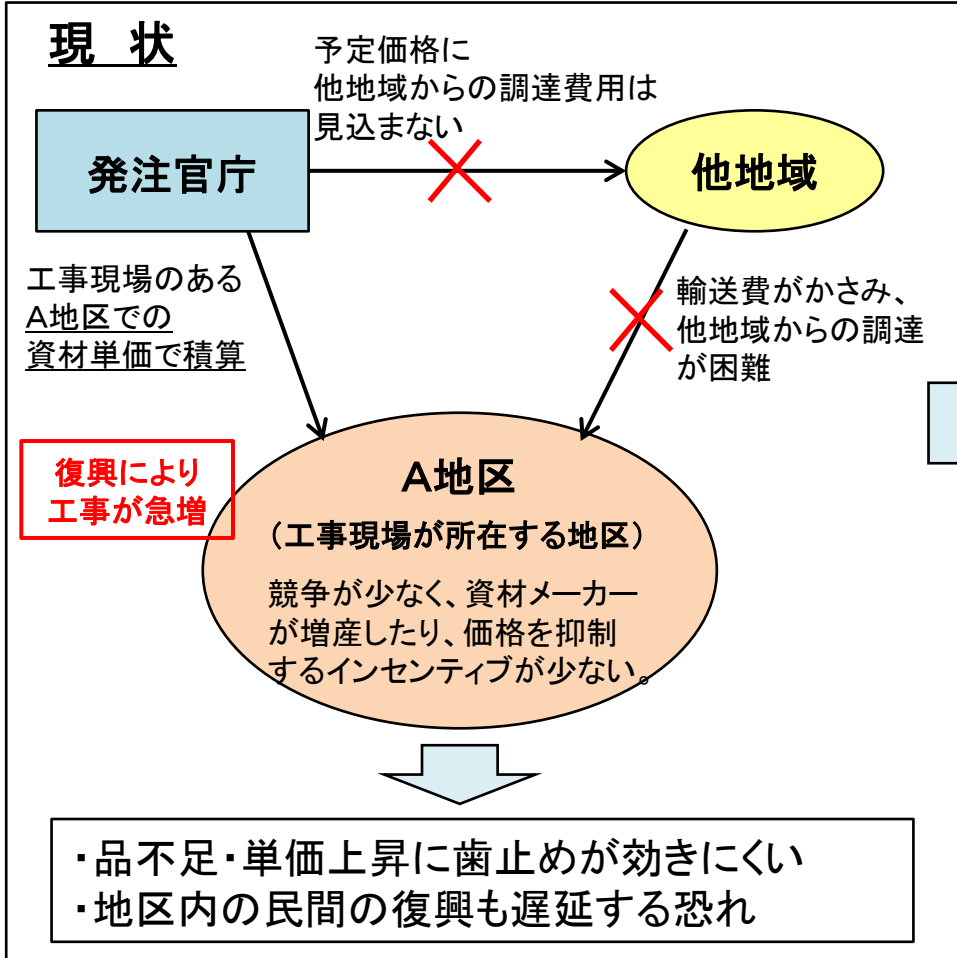 現　状
予定価格に
他地域からの調達費用は
見込まない
発注官庁
他地域
工事現場のある
Ａ地区での
資材単価で積算
輸送費がかさみ、
他地域からの調達
が困難
復興により
工事が急増
Ａ地区
（工事現場が所在する地区）
競争が少なく、資材メーカー
が増産したり、価格を抑制
するインセンティブが少ない。
・品不足・単価上昇に歯止めが効きにくい
・地区内の民間の復興も遅延する恐れ